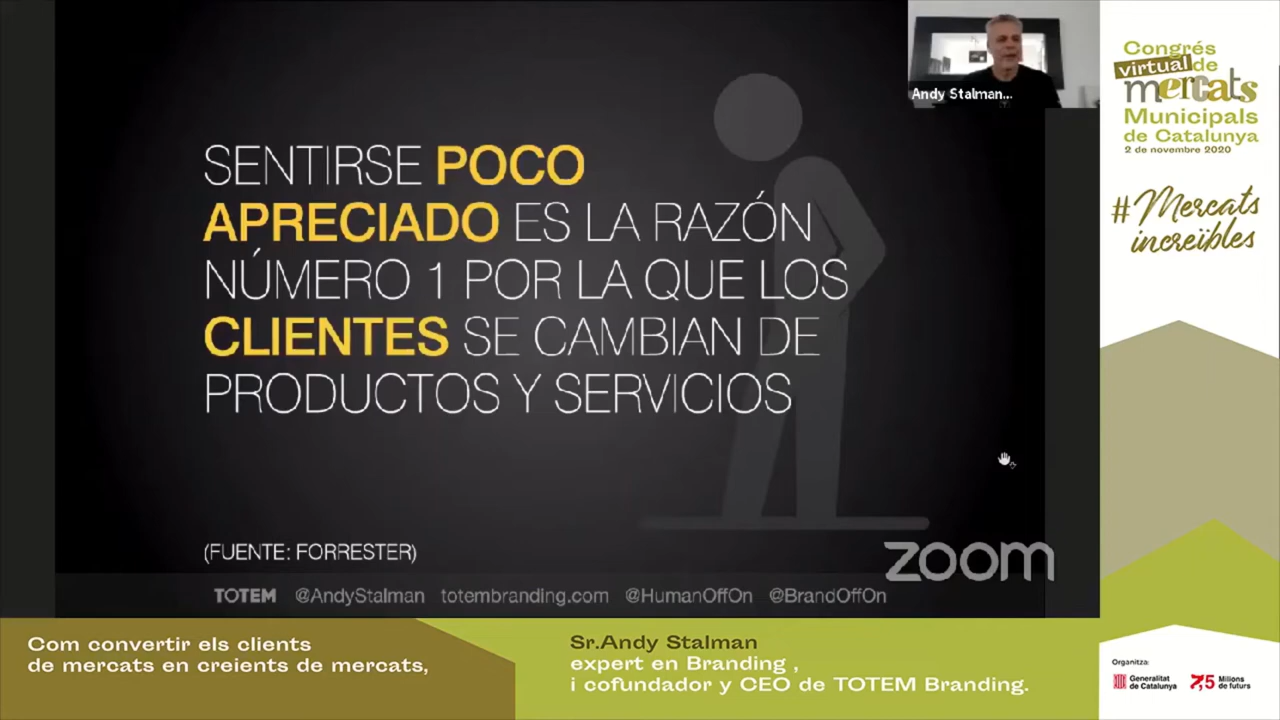 SENTIRSE POCO
APRECIADO ES LA RAZÓN
NÚMERO 1 POR LA QUE LOS
CLIENTES SE CAMBIAN DE
PRODUCTOS Y SERVICIOS
(FUENTE: FORRESTER)
TOTEM @AndyStalman totembranding.com @HumanOffOn @BrandOffOn
zoom
Andy Stalman...
Congrés
virtual de
mercats
Municipals
de Catalunya
2 de novembre 2020
#Mercats
increïbles
Com convertir els clients
de mercats en creients de mercats,
Sr.Andy Stalman
expert en Branding ,
i cofundador y CEO de TOTEM Branding.
Organitza:
Generalitat
de Catalunya
7,5 Milions
de futurs